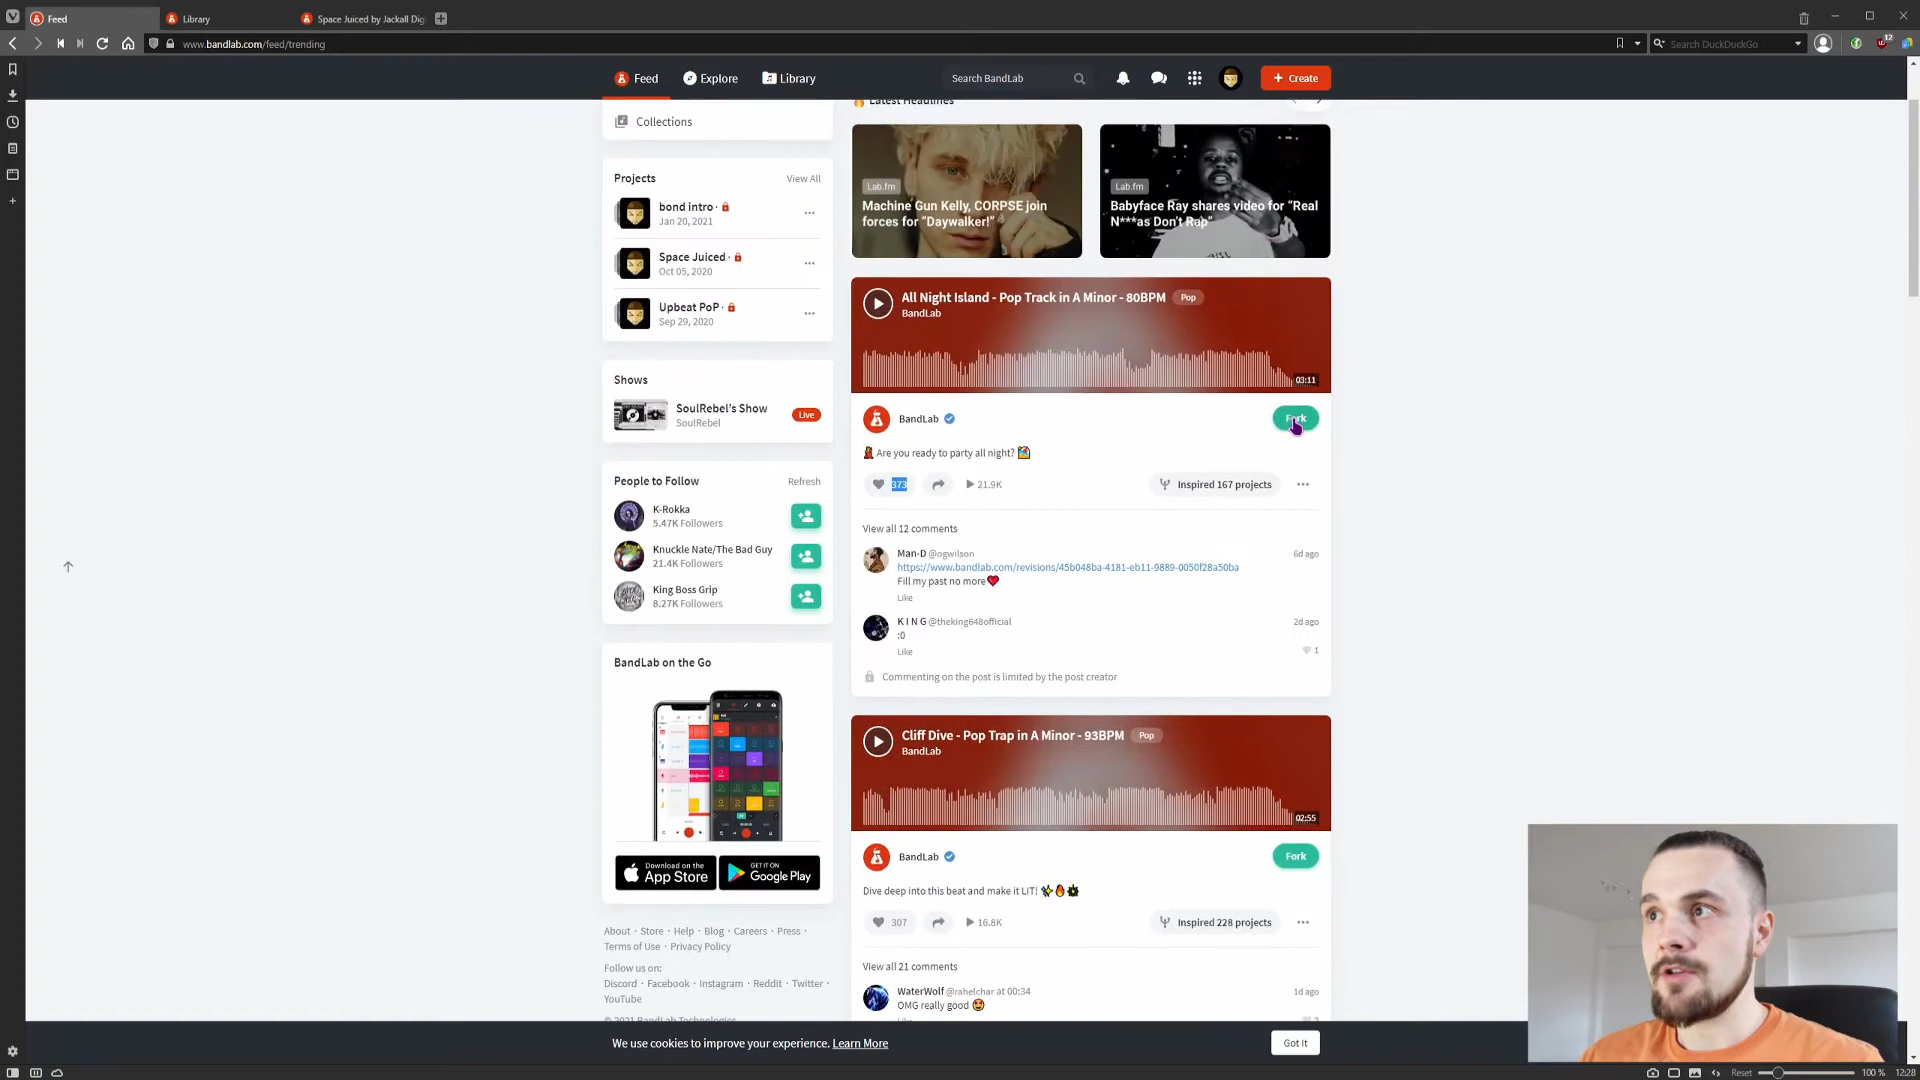 Feed
Library
Space Juiced by Jackall Dig
www.bandlab.com/feed/trending
Search DuckDuckGo
12
Feed
Explore
Library
Search BandLab
+ Create
Collections
Latest Headlines
Lab.fm
Machine Gun Kelly, CORPSE join
forces for “Daywalker!”
Lab.fm
Babyface Ray shares video for “Real
N***as Don't Rap”
Projects
View All
bond intro ·
Jan 20, 2021
Space Juiced ·
Oct 05, 2020
Upbeat PoP ·
Sep 29, 2020
Shows
SoulRebel's Show
SoulRebel
Live
People to Follow
Refresh
K-Rokka
5.47K Followers
Knuckle Nate/The Bad Guy
21.4K Followers
King Boss Grip
8.27K Followers
BandLab on the Go
Download on the
App Store
GET IT ON
Google Play
About · Store · Help · Blog · Careers · Press ·
Terms of Use · Privacy Policy
Follow us on:
Discord · Facebook · Instagram · Reddit · Twitter ·
YouTube
© 2021 BandLab Technologies
All Night Island - Pop Track in A Minor - 80BPM
Pop
BandLab
03:11
BandLab
Fork
Are you ready to party all night?
373
21.9K
Inspired 167 projects
View all 12 comments
Man-D @ogwilson
6d ago
https://www.bandlab.com/revisions/45b048ba-4181-eb11-9889-0050f28a50ba
Fill my past no more
Like
K I N G @theking648official
2d ago
:0
Like
1
Commenting on the post is limited by the post creator
Cliff Dive - Pop Trap in A Minor - 93BPM
Pop
BandLab
02:55
BandLab
Fork
Dive deep into this beat and make it LIT!
307
16.8K
Inspired 228 projects
View all 21 comments
WaterWolf @rahelchar at 00:34
1d ago
OMG really good
We use cookies to improve your experience. Learn More
Got It
Reset
100 %
12:28